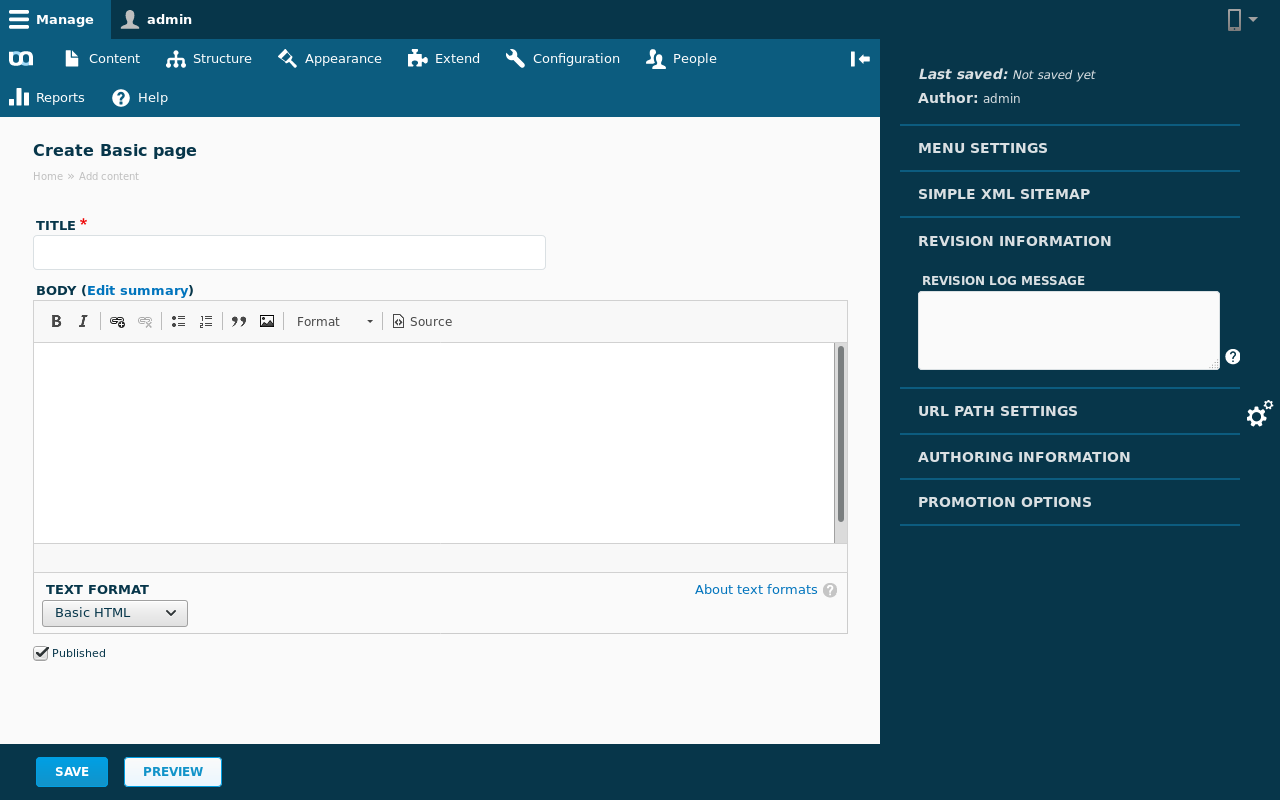 Manage admin
Content Structure Appearance Extend Configuration People
Reports Help
Create Basic page
Home » Add content
TITLE *
BODY (Edit summary)
B I Format Source
TEXT FORMAT
About text formats ?
Basic HTML
Published
SAVE PREVIEW
Last saved: Not saved yet
Author: admin
MENU SETTINGS
SIMPLE XML SITEMAP
REVISION INFORMATION
REVISION LOG MESSAGE
?
URL PATH SETTINGS
AUTHORING INFORMATION
PROMOTION OPTIONS